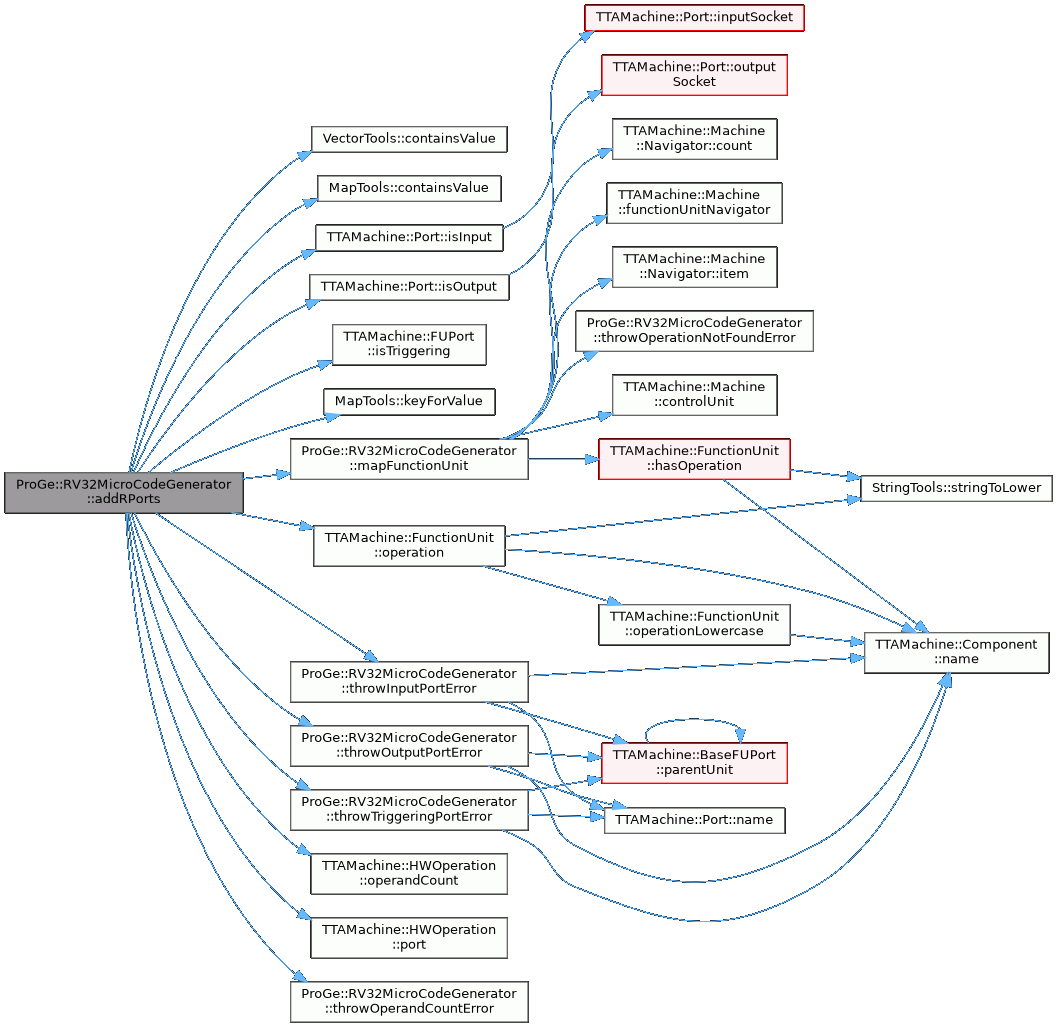 TTAMachine::Port::inputSocket
TTAMachine::Port::output
Socket
VectorTools::containsValue
TTAMachine::Machine
::Navigator::count
MapTools::containsValue
TTAMachine::Machine
::functionUnitNavigator
TTAMachine::Port::isInput
TTAMachine::Machine
::Navigator::item
TTAMachine::Port::isOutput
ProGe::RV32MicroCodeGenerator
::throwOperationNotFoundError
TTAMachine::FUPort
::isTriggering
TTAMachine::Machine
::controlUnit
MapTools::keyForValue
ProGe::RV32MicroCodeGenerator
::mapFunctionUnit
TTAMachine::FunctionUnit
::hasOperation
ProGe::RV32MicroCodeGenerator
::addRPorts
StringTools::stringToLower
TTAMachine::FunctionUnit
::operation
TTAMachine::FunctionUnit
::operationLowercase
TTAMachine::Component
::name
ProGe::RV32MicroCodeGenerator
::throwInputPortError
ProGe::RV32MicroCodeGenerator
::throwOutputPortError
TTAMachine::BaseFUPort
::parentUnit
ProGe::RV32MicroCodeGenerator
::throwTriggeringPortError
TTAMachine::Port::name
TTAMachine::HWOperation
::operandCount
TTAMachine::HWOperation
::port
ProGe::RV32MicroCodeGenerator
::throwOperandCountError